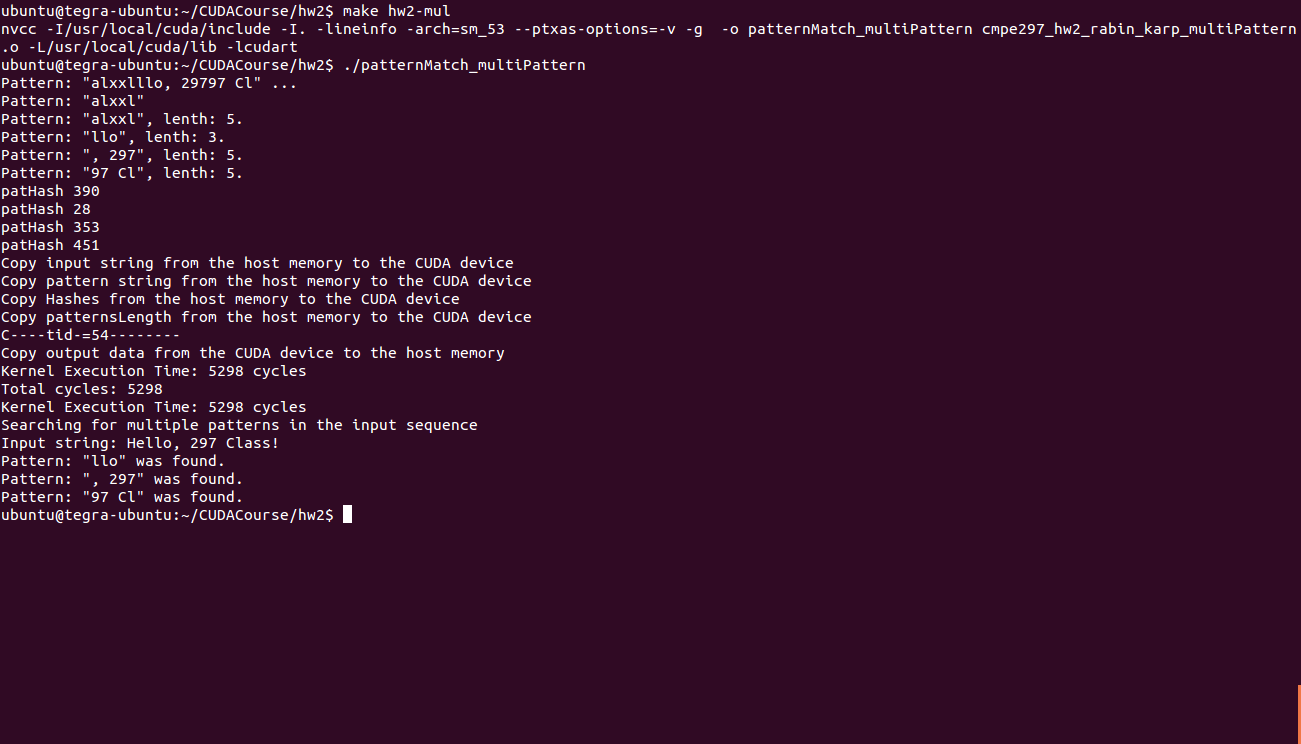 ubuntu@tegra-ubuntu:~/CUDACourse/hw2$ make hw2-mul
nvcc -I/usr/local/cuda/include -I. -lineinfo -arch=sm_53 --ptxas-options=-v -g  -o patternMatch_multiPattern cmpe297_hw2_rabin_karp_multiPattern
.o -L/usr/local/cuda/lib -lcudart
ubuntu@tegra-ubuntu:~/CUDACourse/hw2$ ./patternMatch_multiPattern
Pattern: "alxxlllo, 29797 Cl" ...
Pattern: "alxxl"
Pattern: "alxxl", lenth: 5.
Pattern: "llo", lenth: 3.
Pattern: ", 297", lenth: 5.
Pattern: "97 Cl", lenth: 5.
patHash 390
patHash 28
patHash 353
patHash 451
Copy input string from the host memory to the CUDA device
Copy pattern string from the host memory to the CUDA device
Copy Hashes from the host memory to the CUDA device
Copy patternsLength from the host memory to the CUDA device
C----tid-=54--------
Copy output data from the CUDA device to the host memory
Kernel Execution Time: 5298 cycles
Total cycles: 5298
Kernel Execution Time: 5298 cycles
Searching for multiple patterns in the input sequence
Input string: Hello, 297 Class!
Pattern: "llo" was found.
Pattern: ", 297" was found.
Pattern: "97 Cl" was found.
ubuntu@tegra-ubuntu:~/CUDACourse/hw2$